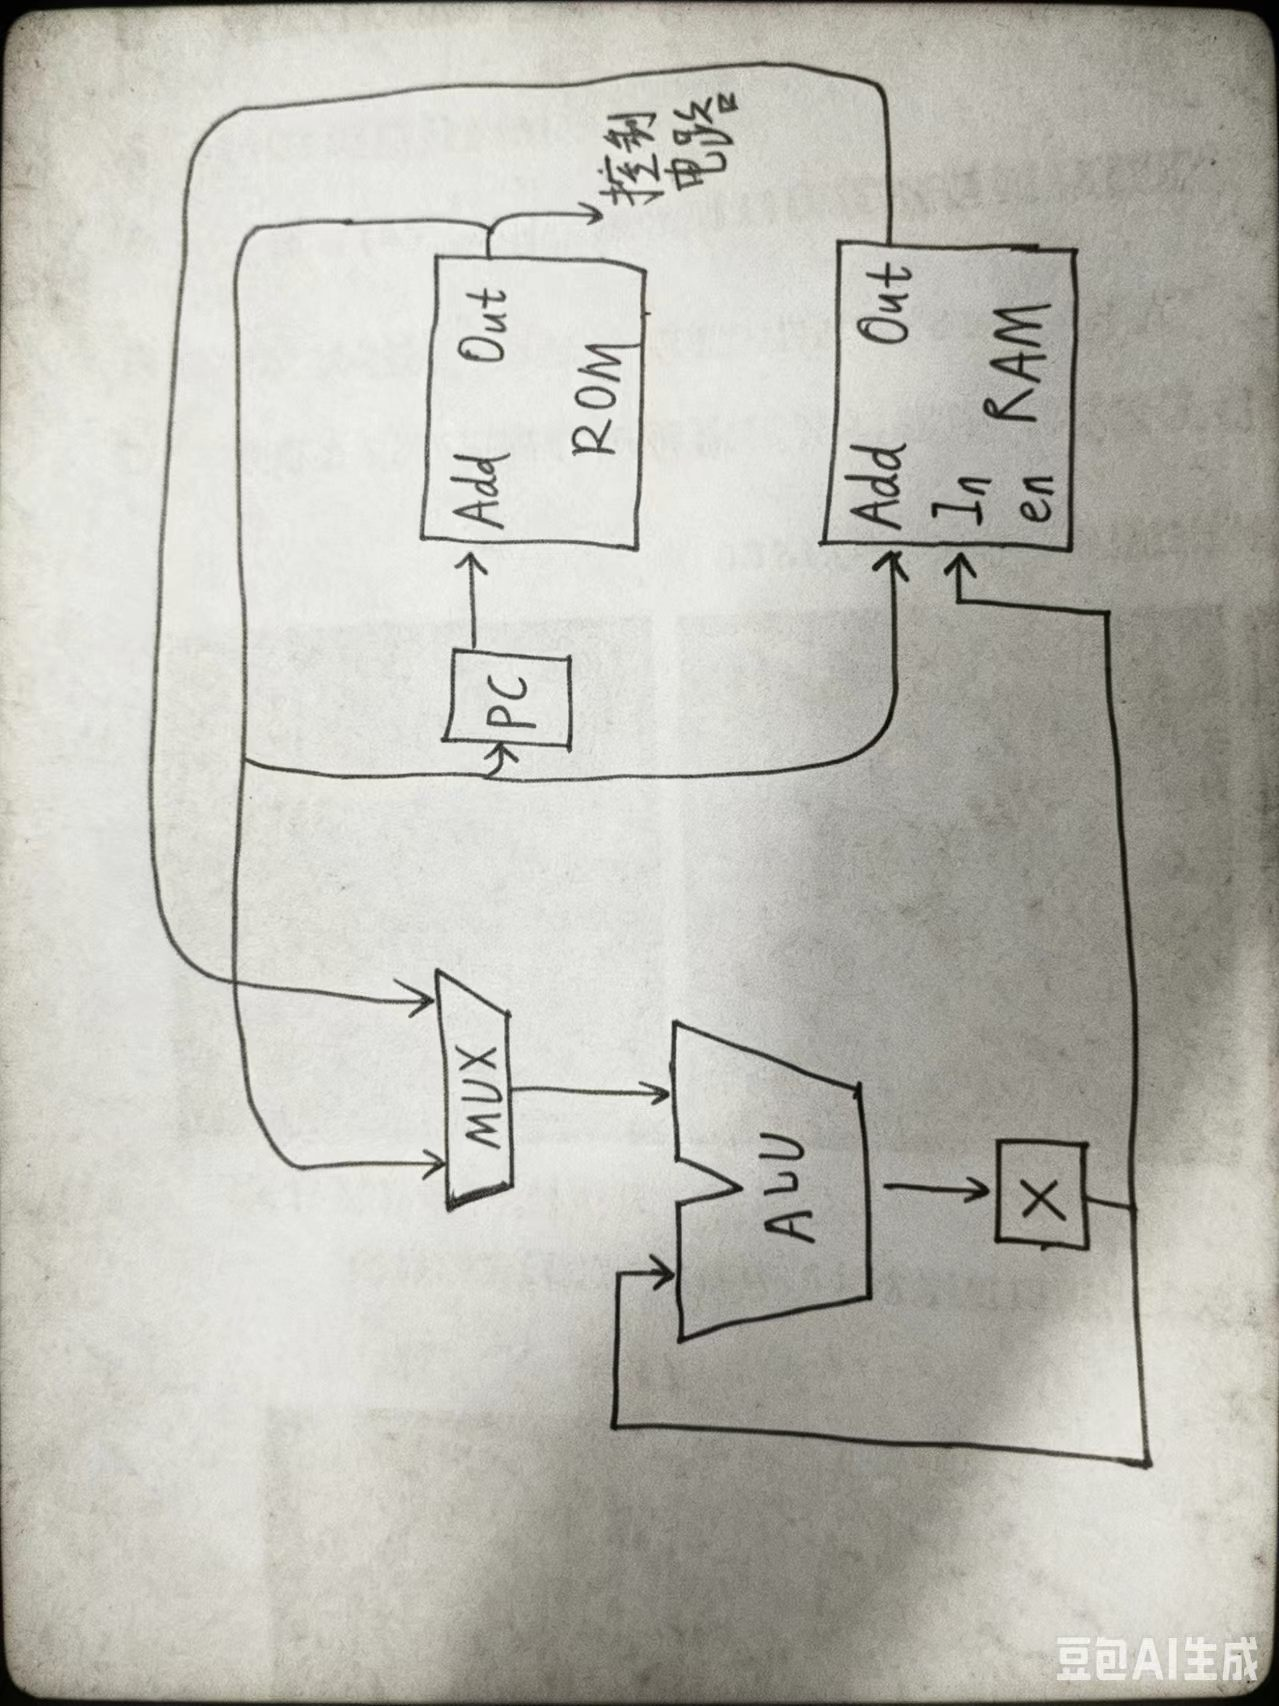 控制
电路
Add Out
ROM
PC
Add Out
In
RAM
en
MUX
ALU
X
豆包AI生成